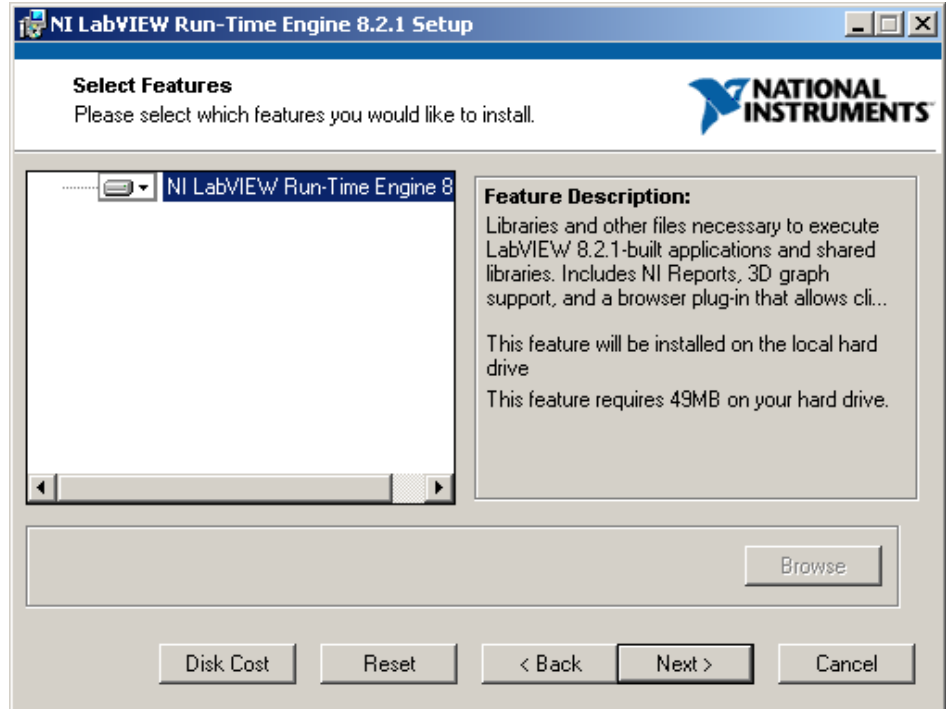 NI LabVIEW Run-Time Engine 8.2.1 Setup
Select Features
Please select which features you would like to install.
NATIONAL
INSTRUMENTS
NI LabVIEW Run-Time Engine 8
Feature Description:
Libraries and other files necessary to execute
LabVIEW 8.2.1-built applications and shared
libraries. Includes NI Reports, 3D graph
support, and a browser plug-in that allows cli...
This feature will be installed on the local hard
drive
This feature requires 49MB on your hard drive.
Browse
Disk Cost
Reset
< Back
Next >
Cancel